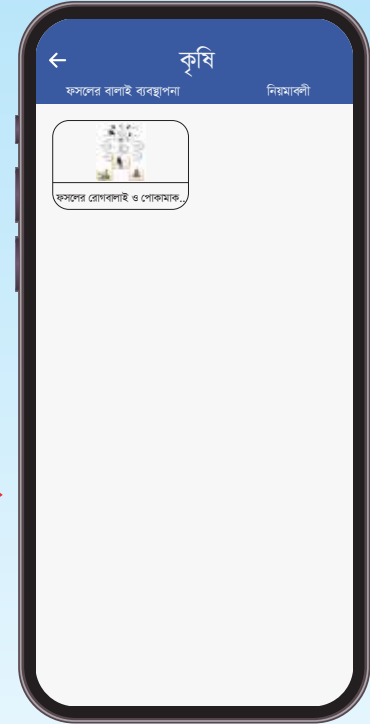 কৃষি
ফসলের বালাই ব্যবস্থাপনা নিয়মাবলী
ফসলের রোগবালাই ও পোকামাক..